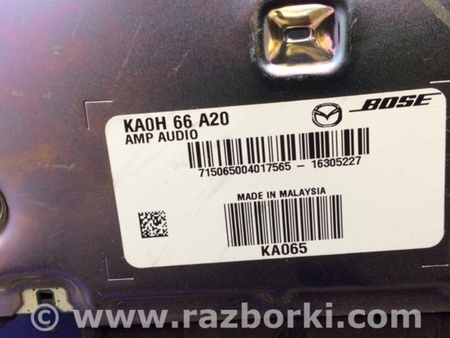 KA0H 66 A20
AMP AUDIO
BOSE
715065004017565 - 16305227
MADE IN MALAYSIA
KA065
www.razborki.com